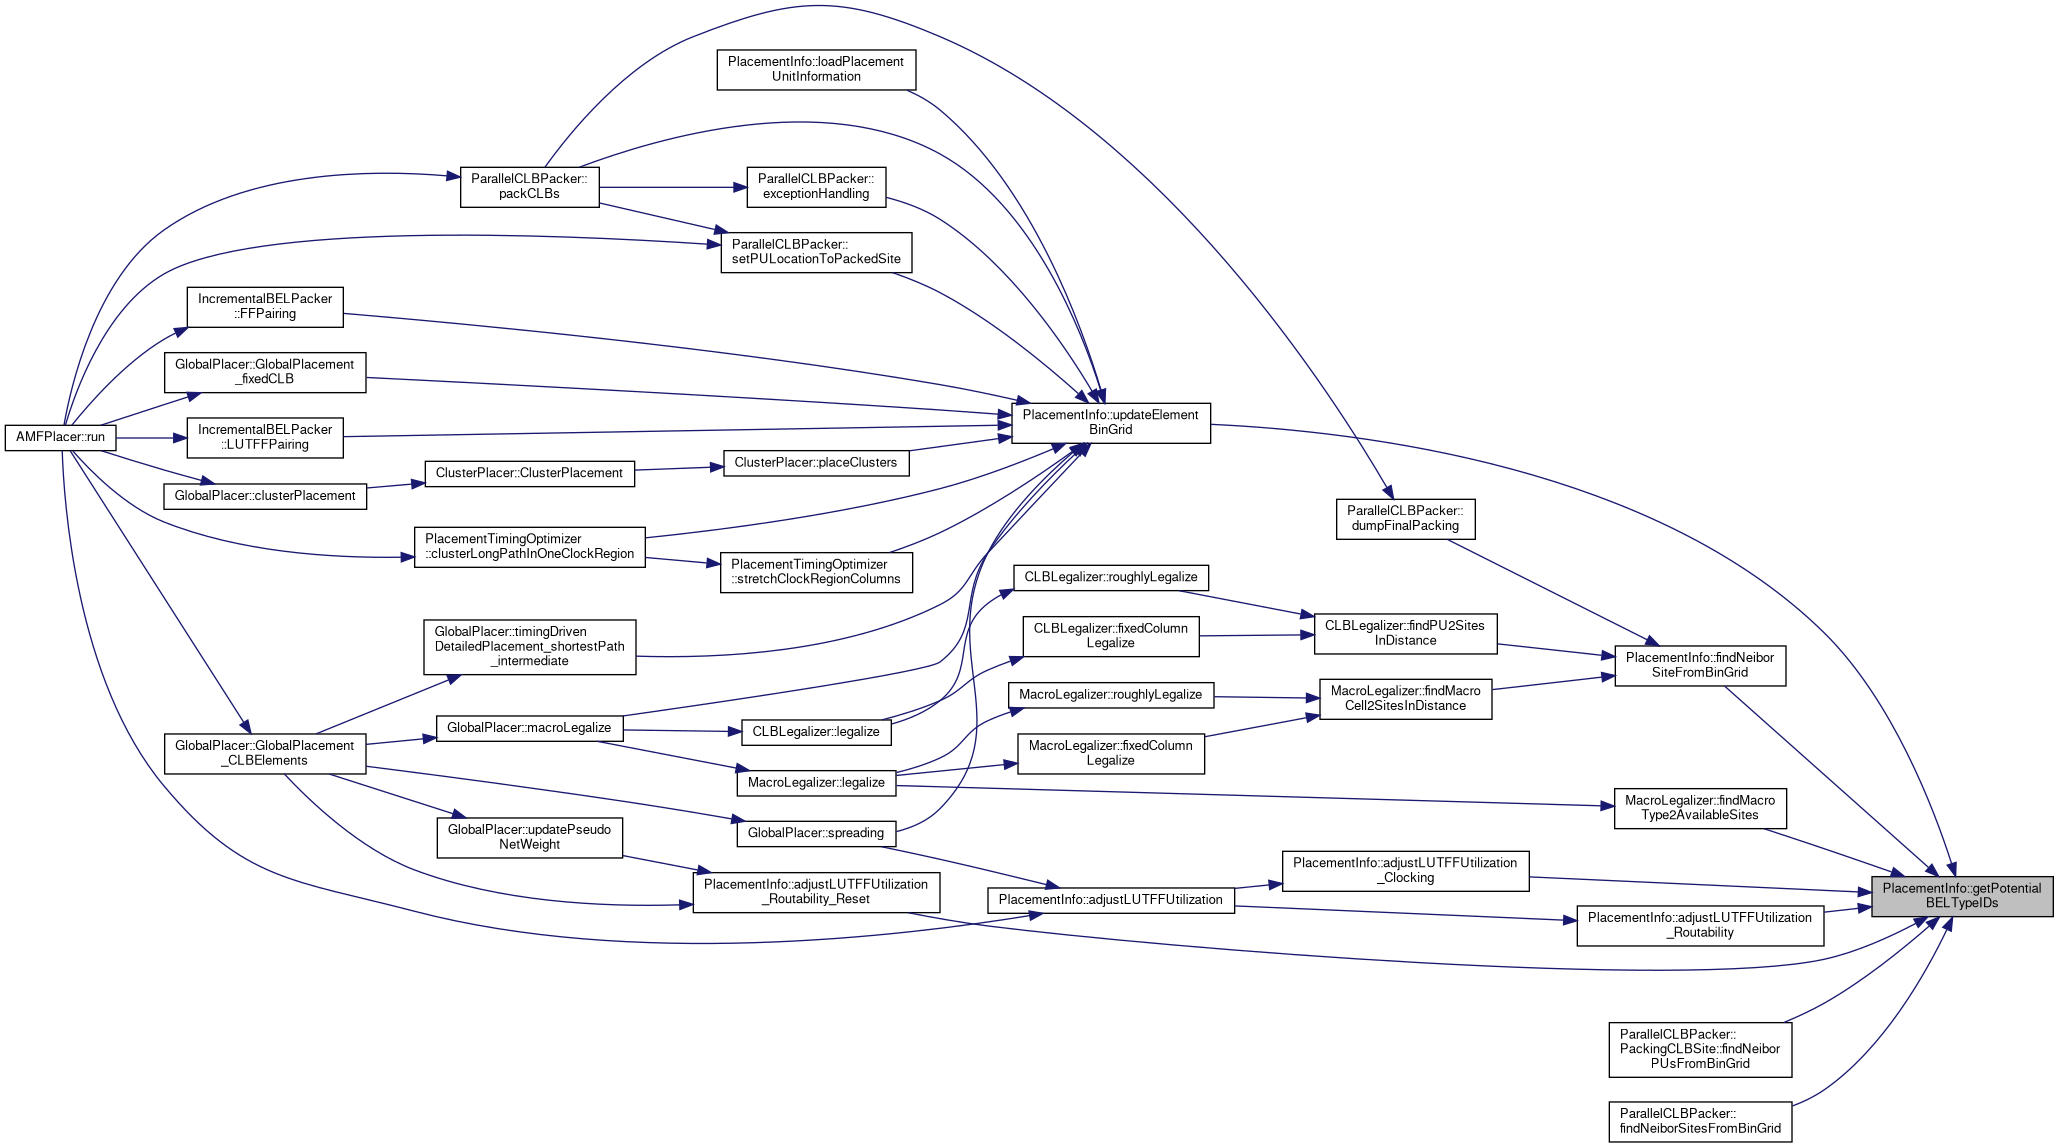 PlacementInfo::loadPlacement
UnitInformation
ParallelCLBPacker::
packCLBs
ParallelCLBPacker::
exceptionHandling
ParallelCLBPacker::
setPULocationToPackedSite
IncrementalBELPacker
::FFPairing
GlobalPlacer::GlobalPlacement
_fixedCLB
PlacementInfo::updateElement
BinGrid
AMFPlacer::run
IncrementalBELPacker
::LUTFFPairing
ClusterPlacer::placeClusters
ClusterPlacer::ClusterPlacement
GlobalPlacer::clusterPlacement
ParallelCLBPacker::
dumpFinalPacking
PlacementTimingOptimizer
::clusterLongPathInOneClockRegion
PlacementTimingOptimizer
::stretchClockRegionColumns
CLBLegalizer::roughlyLegalize
CLBLegalizer::findPU2Sites
InDistance
CLBLegalizer::fixedColumn
Legalize
GlobalPlacer::timingDriven
DetailedPlacement_shortestPath
_intermediate
PlacementInfo::findNeibor
SiteFromBinGrid
MacroLegalizer::roughlyLegalize
MacroLegalizer::findMacro
Cell2SitesInDistance
GlobalPlacer::macroLegalize
CLBLegalizer::legalize
GlobalPlacer::GlobalPlacement
_CLBElements
MacroLegalizer::fixedColumn
Legalize
MacroLegalizer::legalize
MacroLegalizer::findMacro
Type2AvailableSites
GlobalPlacer::updatePseudo
NetWeight
GlobalPlacer::spreading
PlacementInfo::adjustLUTFFUtilization
_Clocking
PlacementInfo::adjustLUTFFUtilization
_Routability_Reset
PlacementInfo::adjustLUTFFUtilization
PlacementInfo::getPotential
BELTypeIDs
PlacementInfo::adjustLUTFFUtilization
_Routability
ParallelCLBPacker::
PackingCLBSite::findNeibor
PUsFromBinGrid
ParallelCLBPacker::
findNeiborSitesFromBinGrid